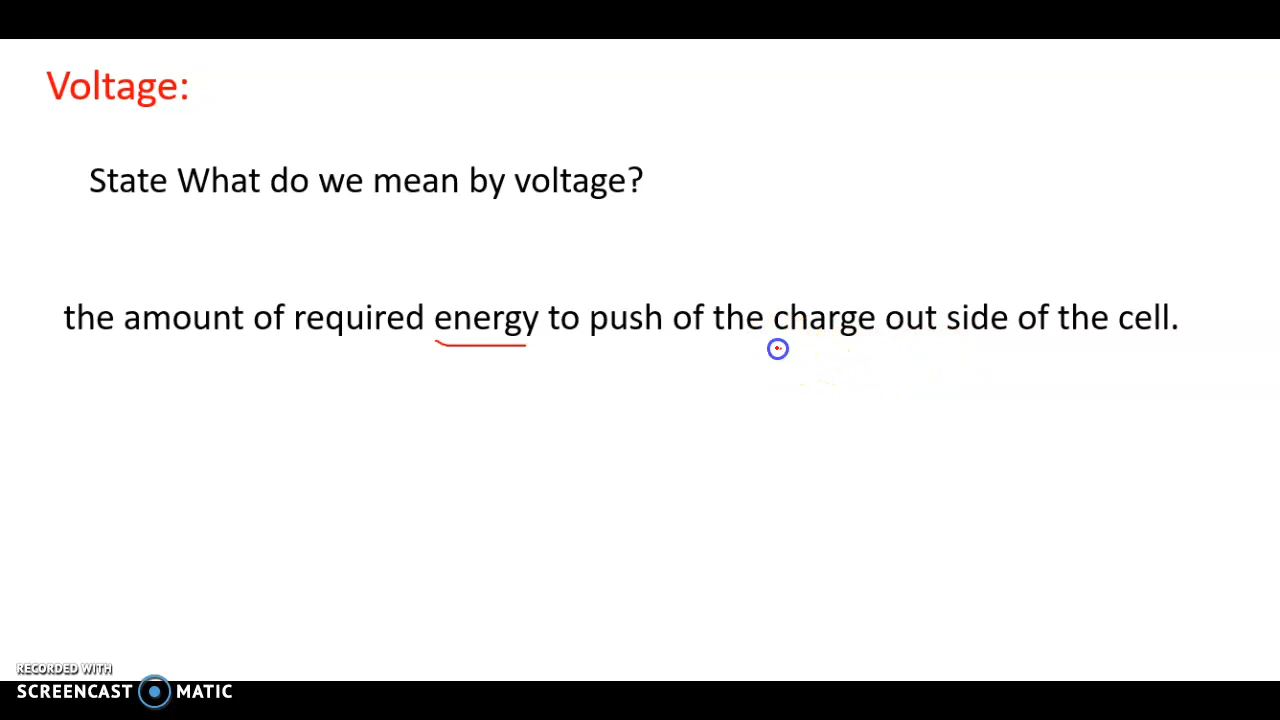 Voltage:
State What do we mean by voltage?
the amount of required energy to push of the charge out side of the cell.
RECORDED WITH
SCREENCAST MATIC